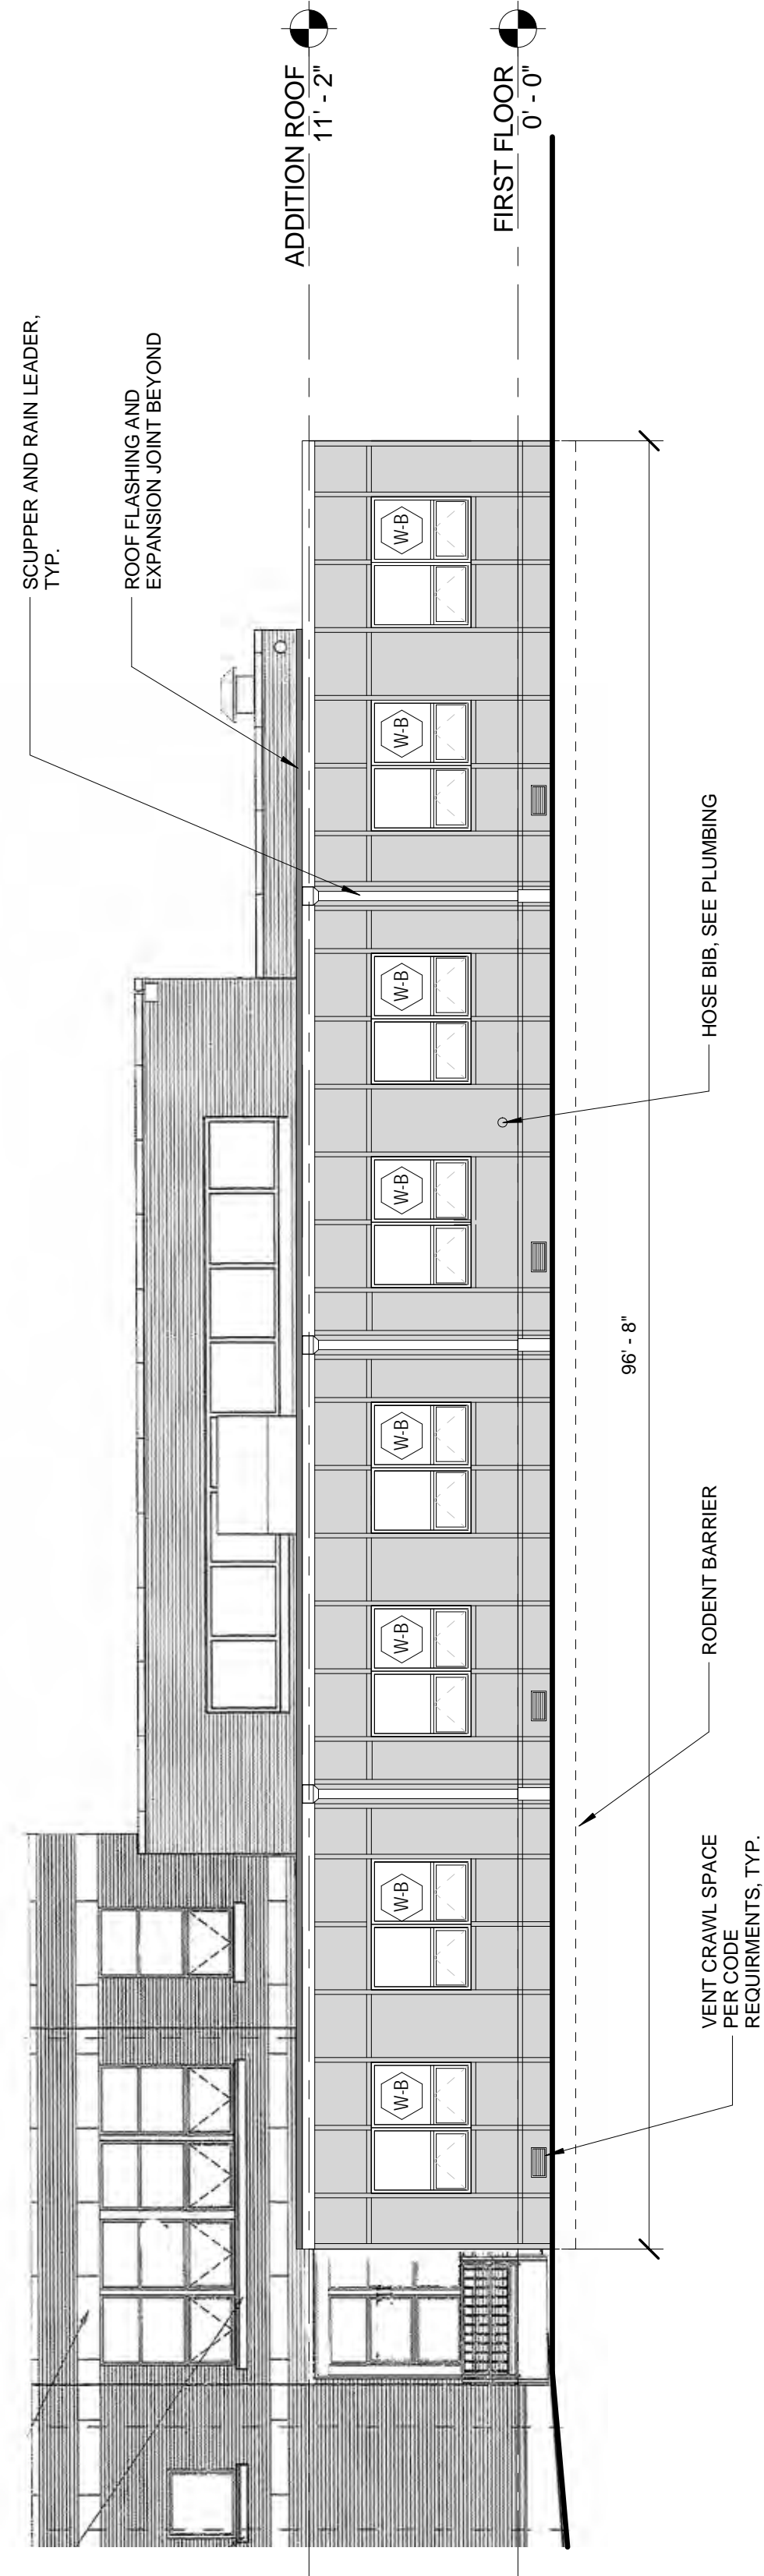 SCUPPER AND RAIN LEADER,
TYP.
ROOF FLASHING AND
EXPANSION JOINT BEYOND
ADDITION ROOF
11' - 2"
FIRST FLOOR
0' - 0"
W-B
W-B
W-B
W-B
W-B
W-B
W-B
W-B
96' - 8"
VENT CRAWL SPACE
PER CODE
REQUIRMENTS, TYP.
RODENT BARRIER
HOSE BIB, SEE PLUMBING